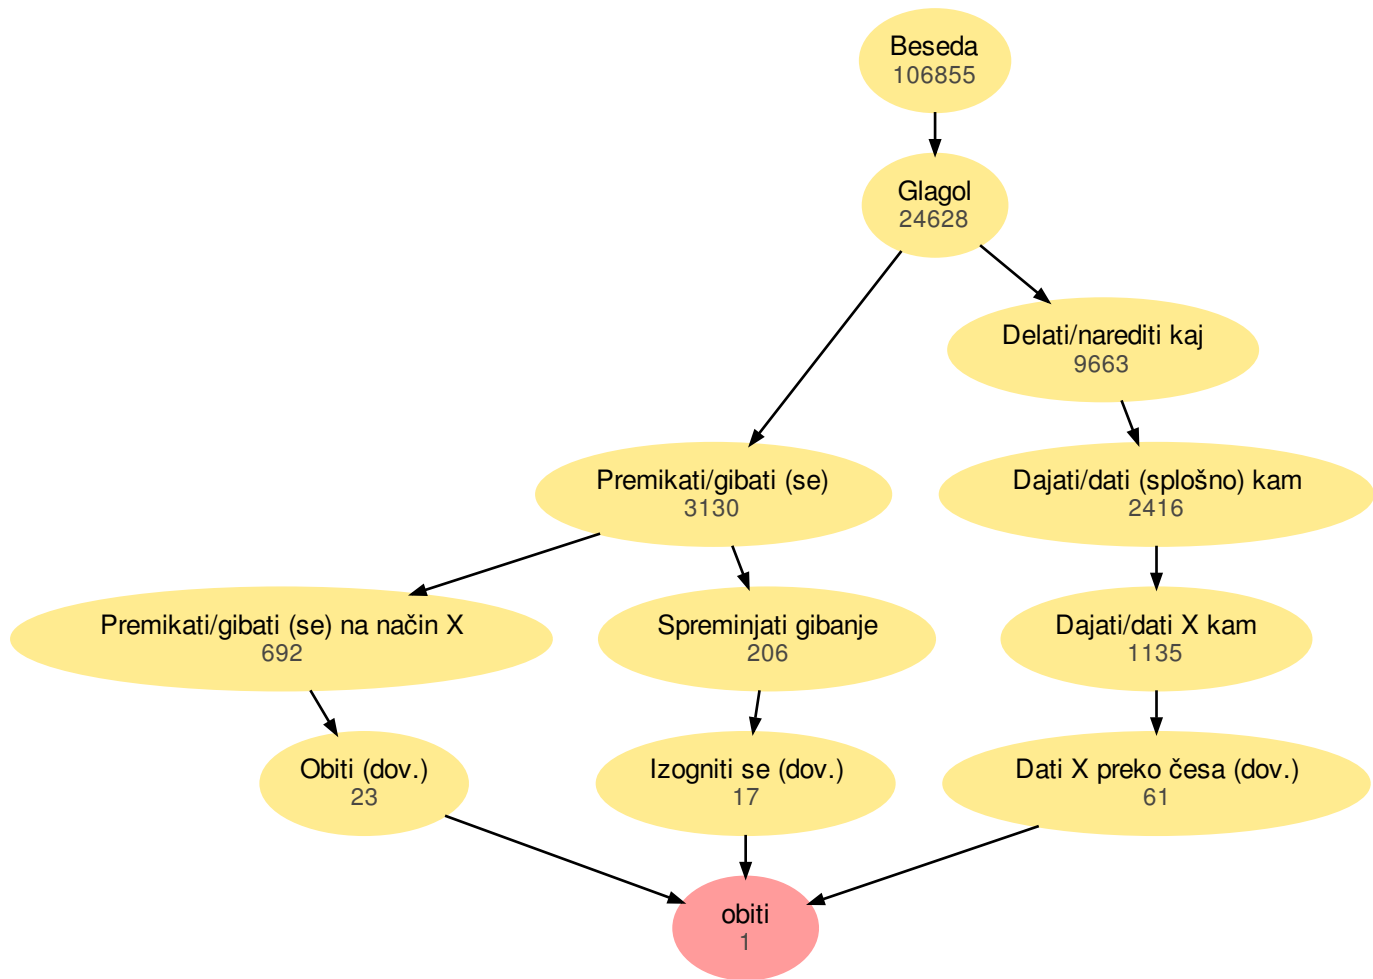 Beseda
106855
Glagol
24628
Delati/narediti kaj
9663
Premikati/gibati (se)
3130
Dajati/dati (splošno) kam
2416
Premikati/gibati (se) na način X
692
Spreminjati gibanje
206
Dajati/dati X kam
1135
Obiti (dov.)
23
Izogniti se (dov.)
17
Dati X preko česa (dov.)
61
obiti
1